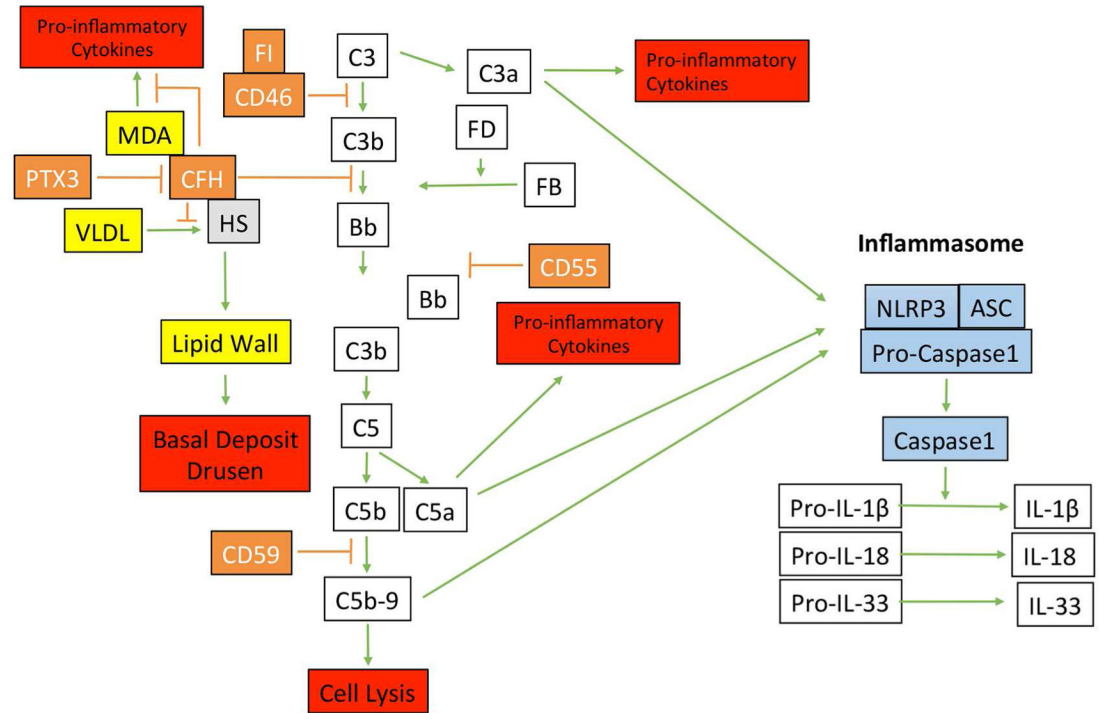 Pro-inflammatory
Cytokines
FI
CD46
C3
C3a
Pro-inflammatory
Cytokines
MDA
C3b
FD
PTX3
CFH
FB
VLDL
HS
Bb
Bb
CD55
Inflammasome
NLRP3
ASC
Pro-Caspase1
Lipid Wall
C3b
Pro-inflammatory
Cytokines
Basal Deposit
Drusen
C5
Caspase1
C5b
C5a
Pro-IL-1β
IL-1β
CD59
Pro-IL-18
IL-18
C5b-9
Pro-IL-33
IL-33
Cell Lysis